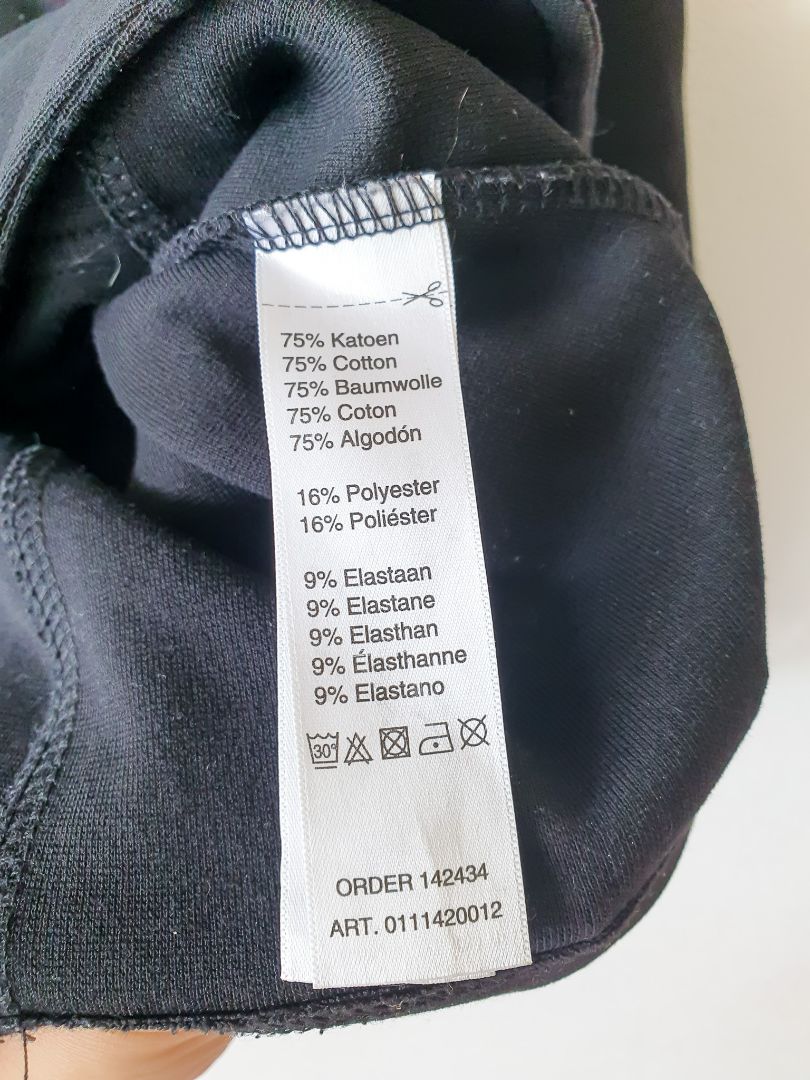 75% Katoen
75% Cotton
75% Baumwolle
75% Coton
75% Algodón
16% Polyester
16% Poliéster
9% Elastaan
9% Elastane
9% Elasthan
9% Élasthanne
9% Elastano
30°
ORDER 142434
ART. 0111420012